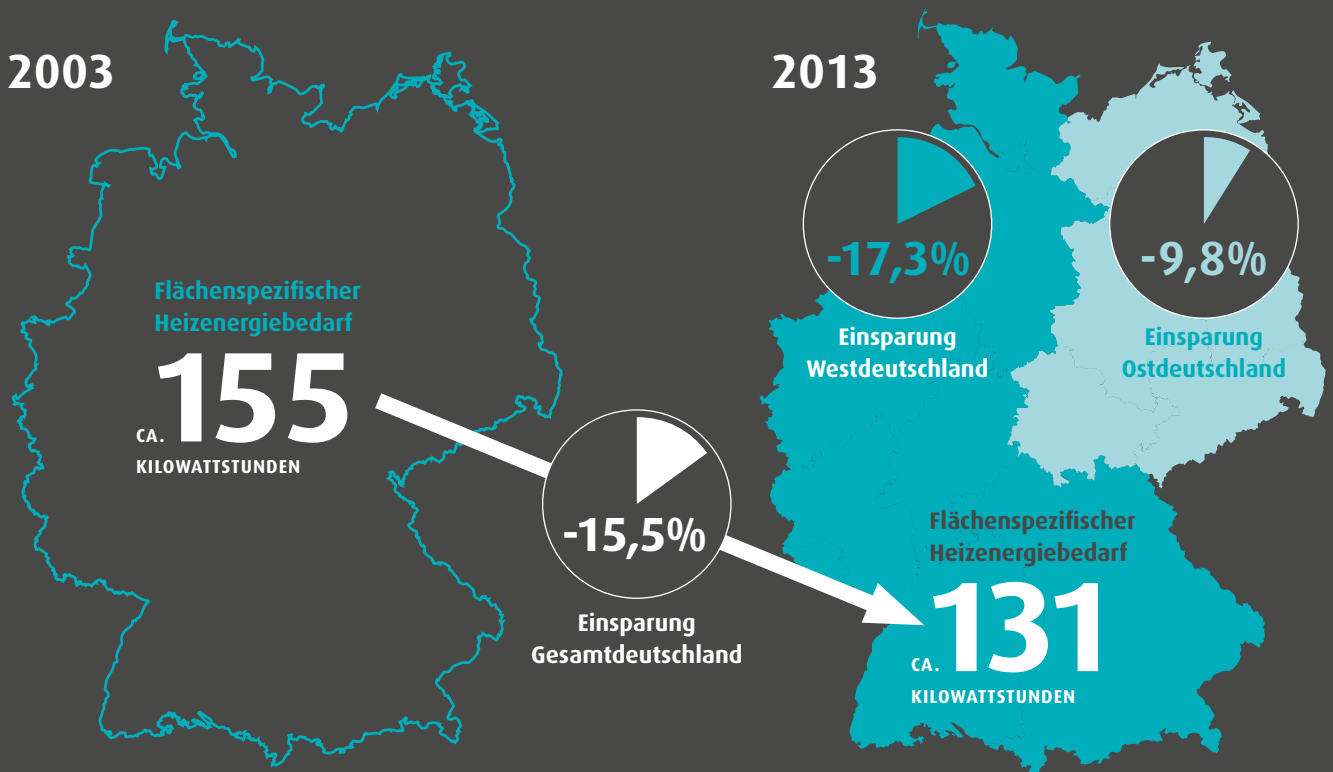 2003
Flächenspezifischer
Heizenergiebedarf
CA. 155
KILOWATTSTUNDEN
-15,5%
Einsparung
Gesamtdeutschland
2013
-17,3%
Einsparung
Westdeutschland
-9,8%
Einsparung
Ostdeutschland
Flächenspezifischer
Heizenergiebedarf
CA. 131
KILOWATTSTUNDEN